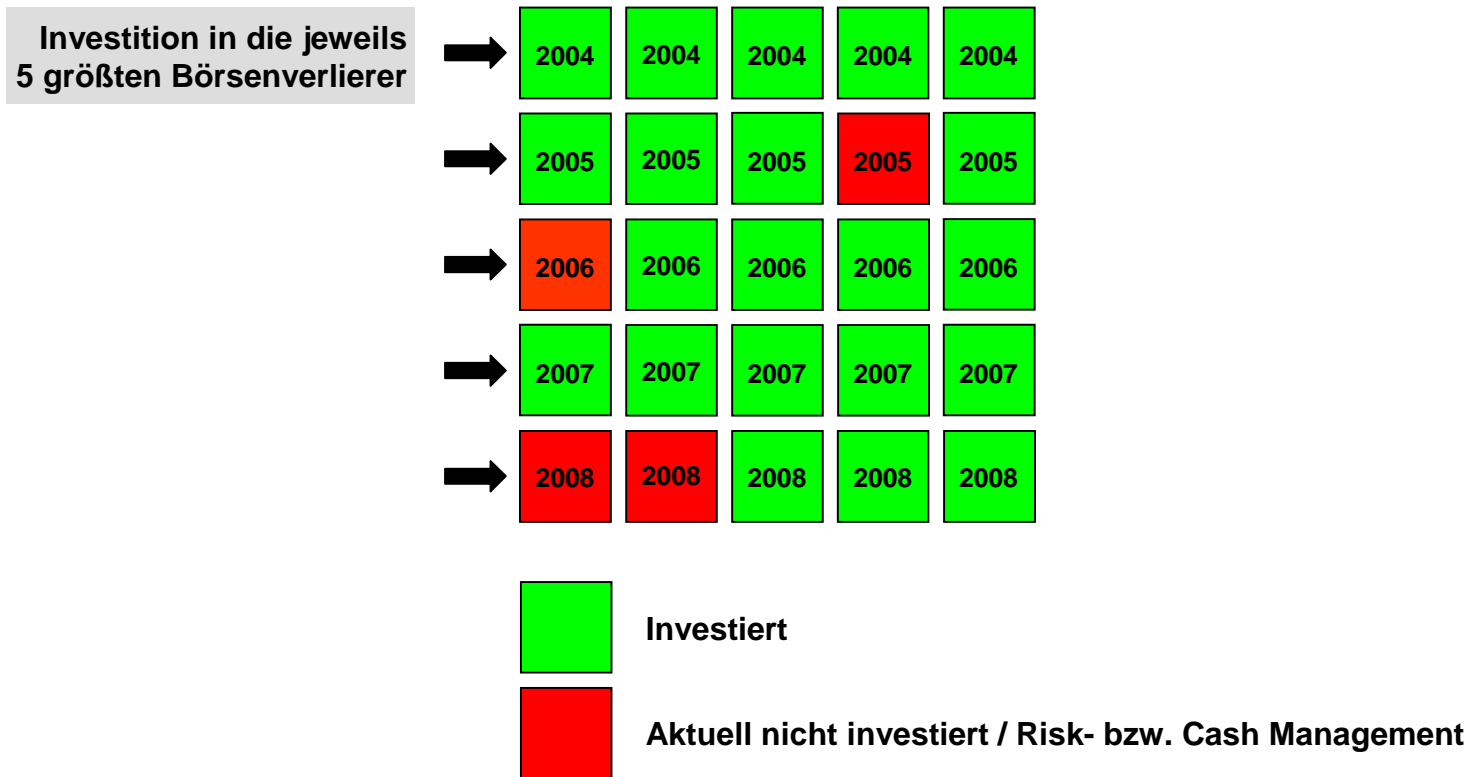 Investition in die jeweils
5 größten Börsenverlierer
2004 2004 2004 2004 2004
2005 2005 2005 2005 2005
2006 2006 2006 2006 2006
2007 2007 2007 2007 2007
2008 2008 2008 2008 2008
Investiert
Aktuell nicht investiert / Risk- bzw. Cash Management